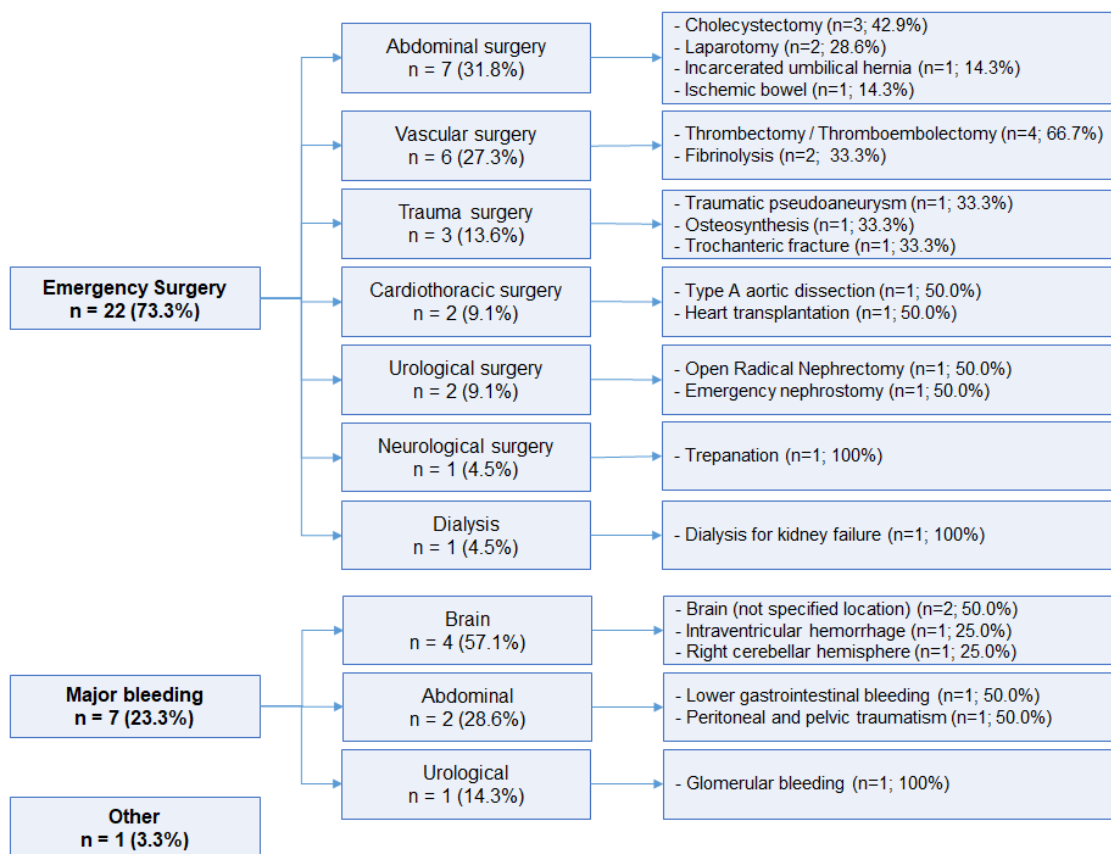 Emergency Surgery
n = 22 (73.3%)
Abdominal surgery
n = 7 (31.8%)
- Cholecystectomy (n=3; 42.9%)
- Laparotomy (n=2; 28.6%)
- Incarcerated umbilical hernia (n=1; 14.3%)
- Ischemic bowel (n=1; 14.3%)
Vascular surgery
n = 6 (27.3%)
- Thrombectomy / Thromboembolectomy (n=4; 66.7%)
- Fibrinolysis (n=2;  33.3%)
Trauma surgery
n = 3 (13.6%)
- Traumatic pseudoaneurysm (n=1; 33.3%)
- Osteosynthesis (n=1; 33.3%)
- Trochanteric fracture (n=1; 33.3%)
Cardiothoracic surgery
n = 2 (9.1%)
- Type A aortic dissection (n=1; 50.0%)
- Heart transplantation (n=1; 50.0%)
Urological surgery
n = 2 (9.1%)
- Open Radical Nephrectomy (n=1; 50.0%)
- Emergency nephrostomy (n=1; 50.0%)
Neurological surgery
n = 1 (4.5%)
- Trepanation (n=1; 100%)
Dialysis
n = 1 (4.5%)
- Dialysis for kidney failure (n=1; 100%)
Major bleeding
n = 7 (23.3%)
Brain
n = 4 (57.1%)
- Brain (not specified location) (n=2; 50.0%)
- Intraventricular hemorrhage (n=1; 25.0%)
- Right cerebellar hemisphere (n=1; 25.0%)
Abdominal
n = 2 (28.6%)
- Lower gastrointestinal bleeding (n=1; 50.0%)
- Peritoneal and pelvic traumatism (n=1; 50.0%)
Urological
n = 1 (14.3%)
- Glomerular bleeding (n=1; 100%)
Other
n = 1 (3.3%)